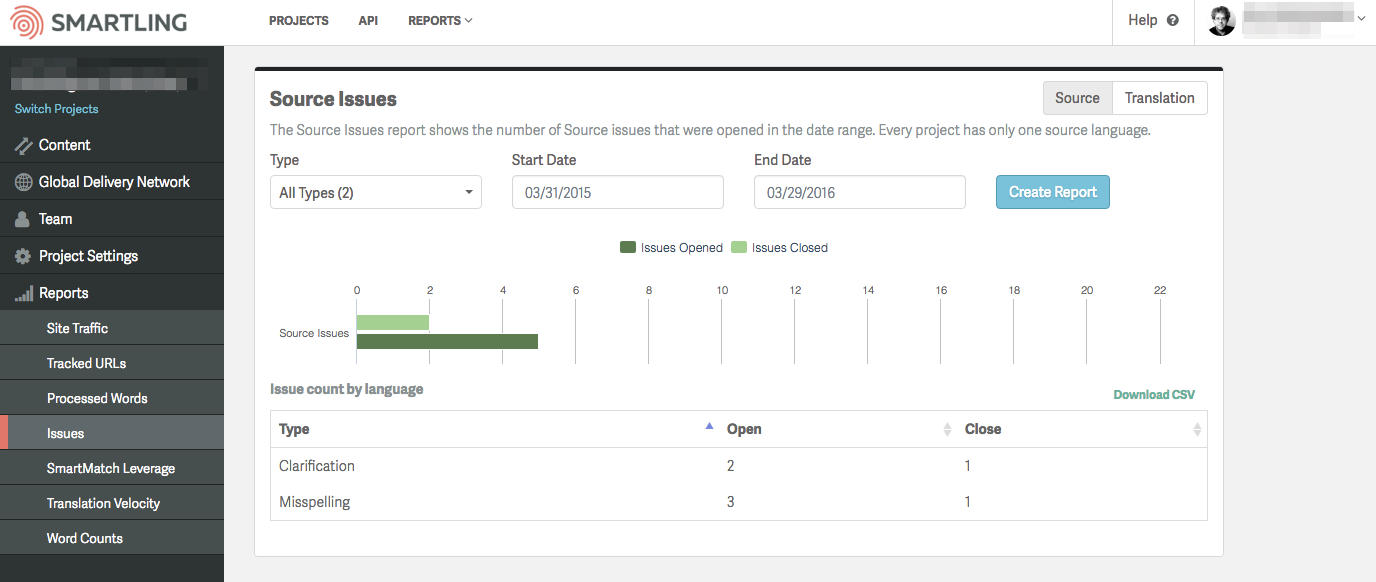 SMARTLING
PROJECTS API REPORTS
Help ?
Switch Projects
Content
Global Delivery Network
Team
Project Settings
Reports
Site Traffic
Tracked URLs
Processed Words
Issues
SmartMatch Leverage
Translation Velocity
Word Counts
Source Issues
Source Translation
The Source Issues report shows the number of Source issues that were opened in the date range. Every project has only one source language.
Type Start Date End Date
All Types (2) 03/31/2015 03/29/2016 Create Report
Issues Opened Issues Closed
0 2 4 6 8 10 12 14 16 18 20 22
Source Issues
Issue count by language
Download CSV
Type Open Close
Clarification 2 1
Misspelling 3 1